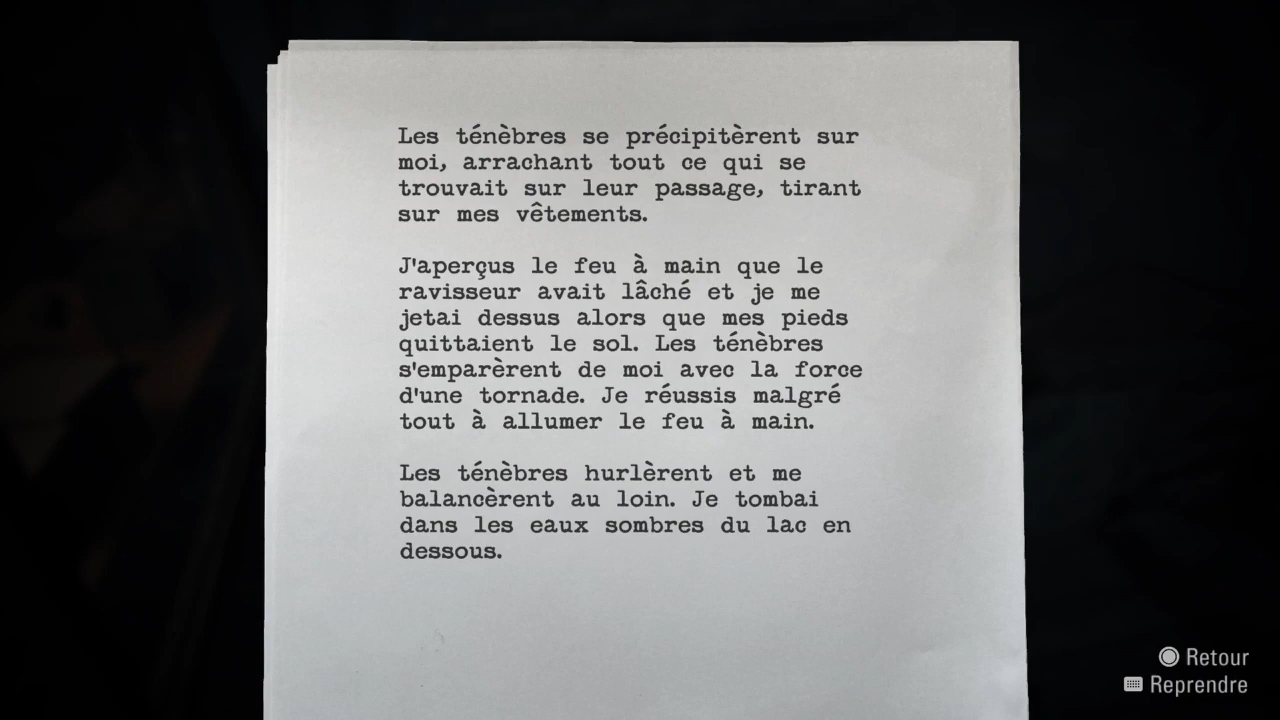 Les ténèbres se précipitèrent sur
moi, arrachant tout ce qui se
trouvait sur leur passage, tirant
sur mes vêtements.
J'aperçus le feu à main que le
ravisseur avait lâché et je me
jetai dessus alors que mes pieds
quittaient le sol. Les ténèbres
s'emparèrent de moi avec la force
d'une tornade. Je réussis malgré
tout à allumer le feu à main.
Les ténèbres hurlèrent et me
balancèrent au loin. Je tombai
dans les eaux sombres du lac en
dessous.
Retour
Reprendre